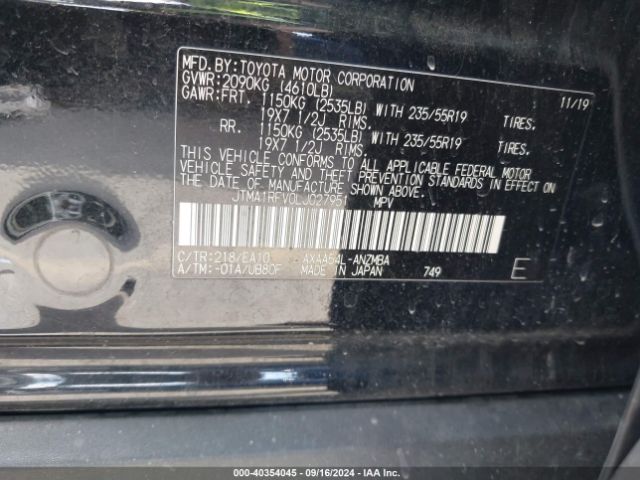 MFD. BY: TOYOTA MOTOR CORPORATION 11/19
GVWR: 2090KG (4610LB)
GAWR: FRT. 1150KG (2535LB) WITH 235/55R19 TIRES,
19X7 1/2J RIMS,
RR. 1150KG (2535LB) WITH 235/55R19 TIRES,
19X7 1/2J RIMS,
THIS VEHICLE CONFORMS TO ALL APPLICABLE FEDERAL MOTOR
VEHICLE SAFETY AND THEFT PREVENTION STANDARDS IN EFFECT
ON THE DATE OF MANUFACTURE SHOWN ABOVE.
JTMA1RFV0LJ027951 MPV
C/TR: 218/EA10 AXAA54L-ANZMBA
A/TM: -01A/UB80F MADE IN JAPAN 749 E
000-40354045 - 09/16/2024 - IAA Inc.